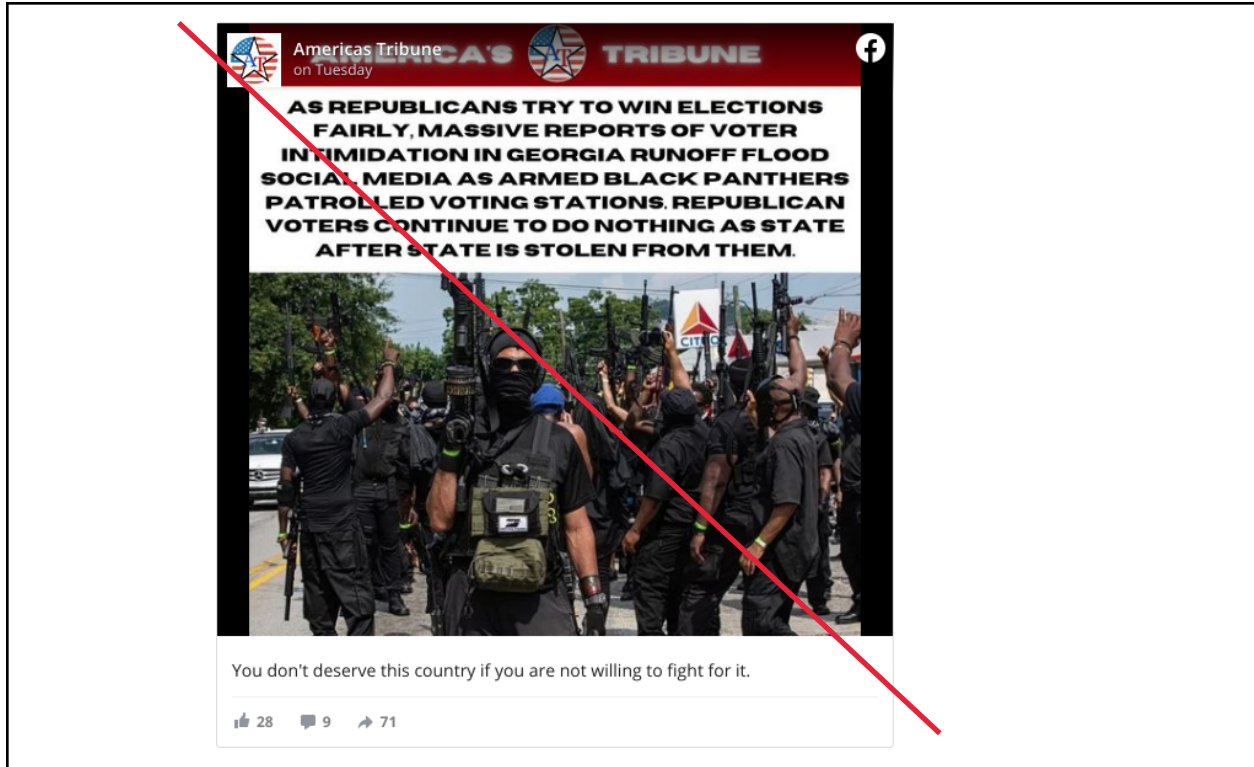 Americas Tribune
on Tuesday
AMERICA'S TRIBUNE
AS REPUBLICANS TRY TO WIN ELECTIONS
FAIRLY, MASSIVE REPORTS OF VOTER
INTIMIDATION IN GEORGIA RUNOFF FLOOD
SOCIAL MEDIA AS ARMED BLACK PANTHERS
PATROLLED VOTING STATIONS. REPUBLICAN
VOTERS CONTINUE TO DO NOTHING AS STATE
AFTER STATE IS STOLEN FROM THEM.
You don't deserve this country if you are not willing to fight for it.
28 9 71